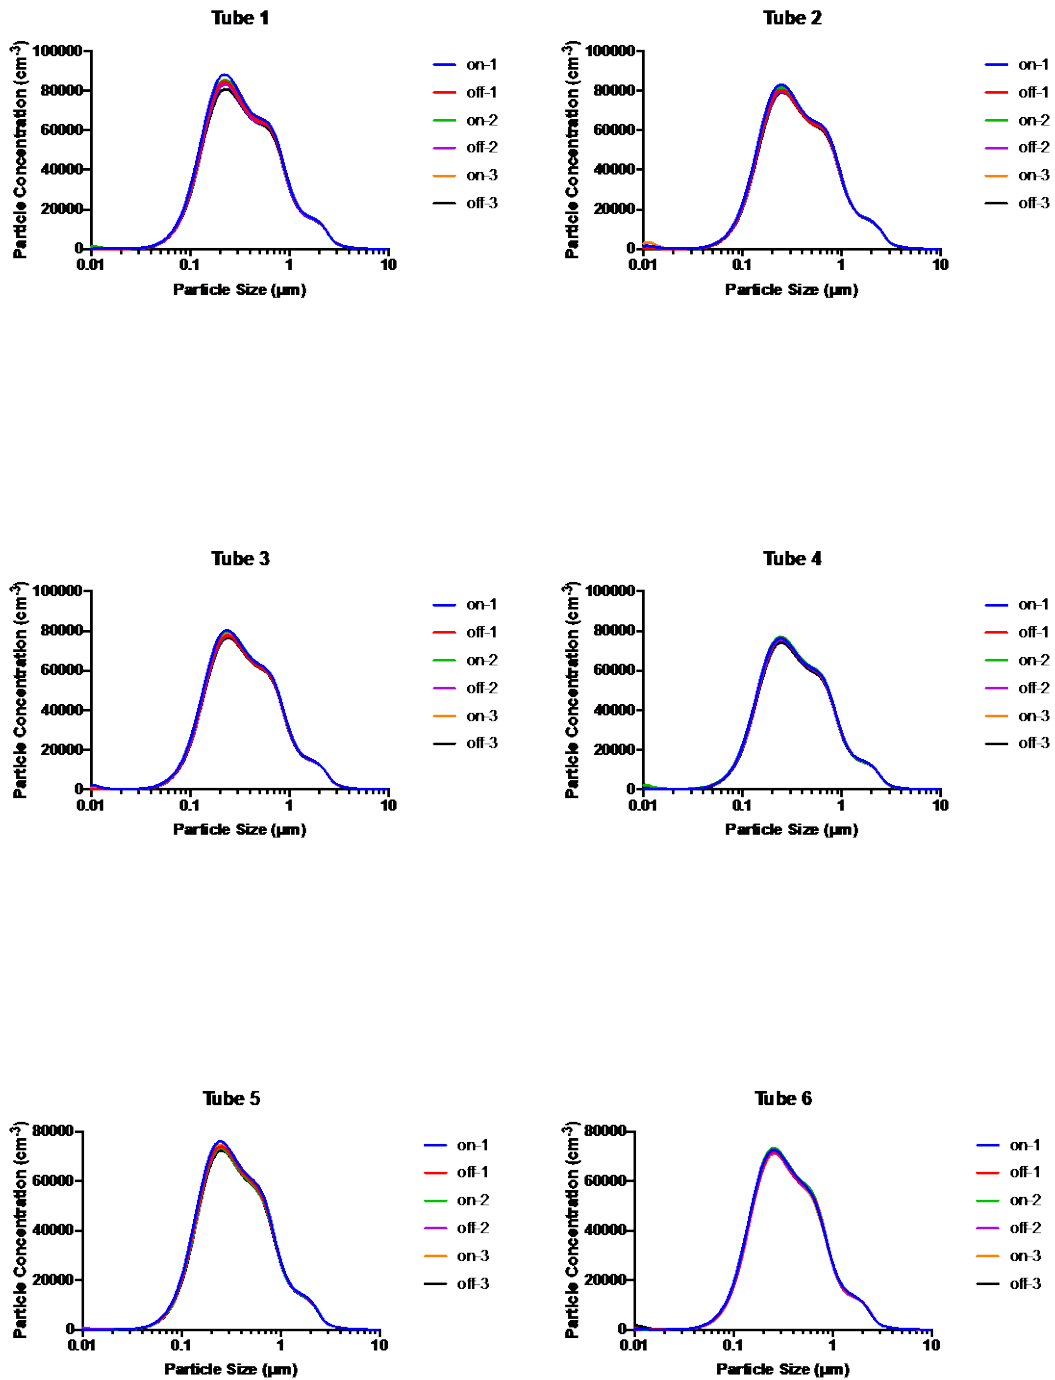 Tube 1
Particle Concentration (cm-3)
100000
80000
60000
40000
20000
0
0.01
0.1
1
10
Particle Size (µm)
on-1
off-1
on-2
off-2
on-3
off-3
Tube 2
Particle Concentration (cm-3)
100000
80000
60000
40000
20000
0
0.01
0.1
1
10
Particle Size (µm)
on-1
off-1
on-2
off-2
on-3
off-3
Tube 3
Particle Concentration (cm-3)
100000
80000
60000
40000
20000
0
0.01
0.1
1
10
Particle Size (µm)
on-1
off-1
on-2
off-2
on-3
off-3
Tube 4
Particle Concentration (cm-3)
100000
80000
60000
40000
20000
0
0.01
0.1
1
10
Particle Size (µm)
on-1
off-1
on-2
off-2
on-3
off-3
Tube 5
Particle Concentration (cm-3)
80000
60000
40000
20000
0
0.01
0.1
1
10
Particle Size (µm)
on-1
off-1
on-2
off-2
on-3
off-3
Tube 6
Particle Concentration (cm-3)
80000
60000
40000
20000
0
0.01
0.1
1
10
Particle Size (µm)
on-1
off-1
on-2
off-2
on-3
off-3